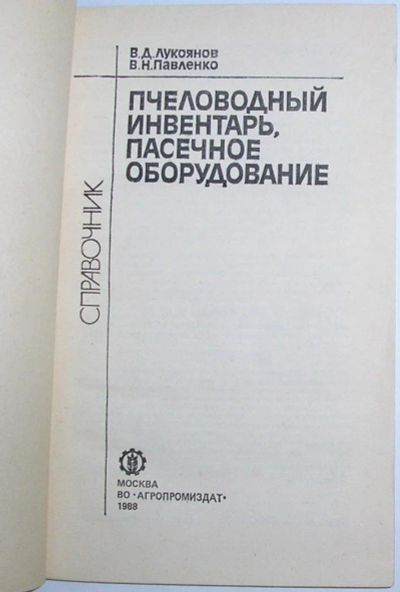 В.Д.Лукоянов
В.Н.Павленко
ПЧЕЛОВОДНЫЙ
ИНВЕНТАРЬ,
ПАСЕЧНОЕ
ОБОРУДОВАНИЕ
СПРАВОЧНИК
МОСКВА
ВО «АГРОПРОМИЗДАТ»
1988